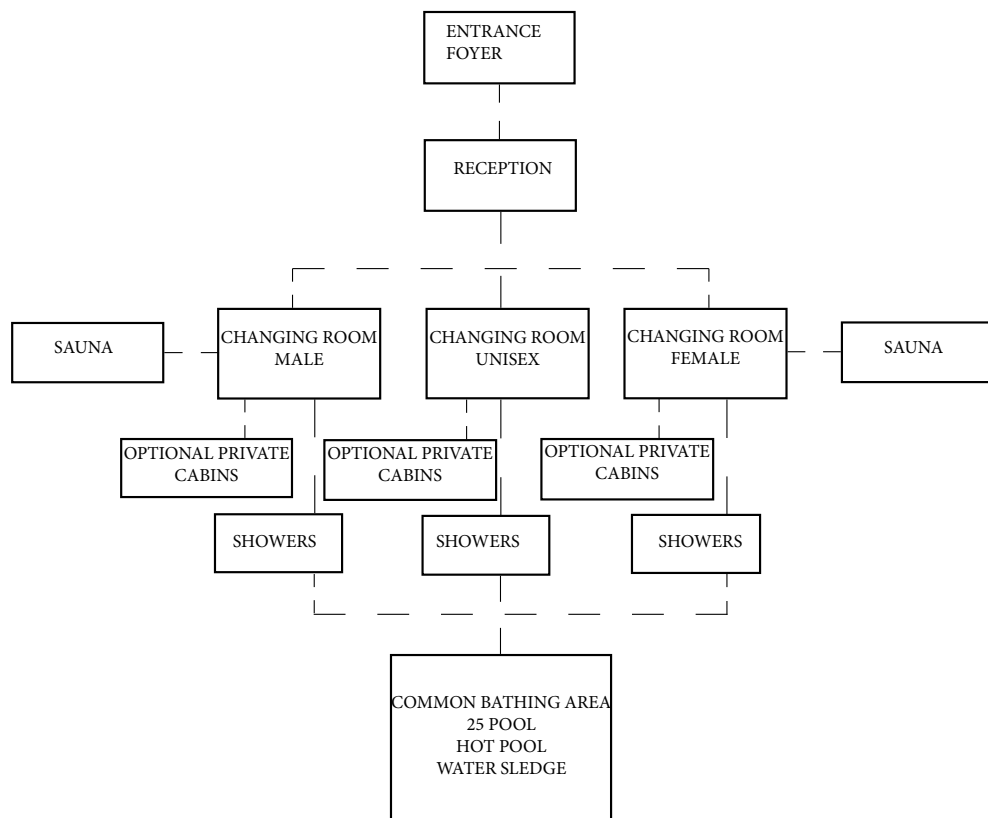 ENTRANCE
FOYER
RECEPTION
SAUNA
CHANGING ROOM
MALE
CHANGING ROOM
UNISEX
CHANGING ROOM
FEMALE
SAUNA
OPTIONAL PRIVATE
CABINS
OPTIONAL PRIVATE
CABINS
OPTIONAL PRIVATE
CABINS
SHOWERS
SHOWERS
SHOWERS
COMMON BATHING AREA
25 POOL
HOT POOL
WATER SLEDGE